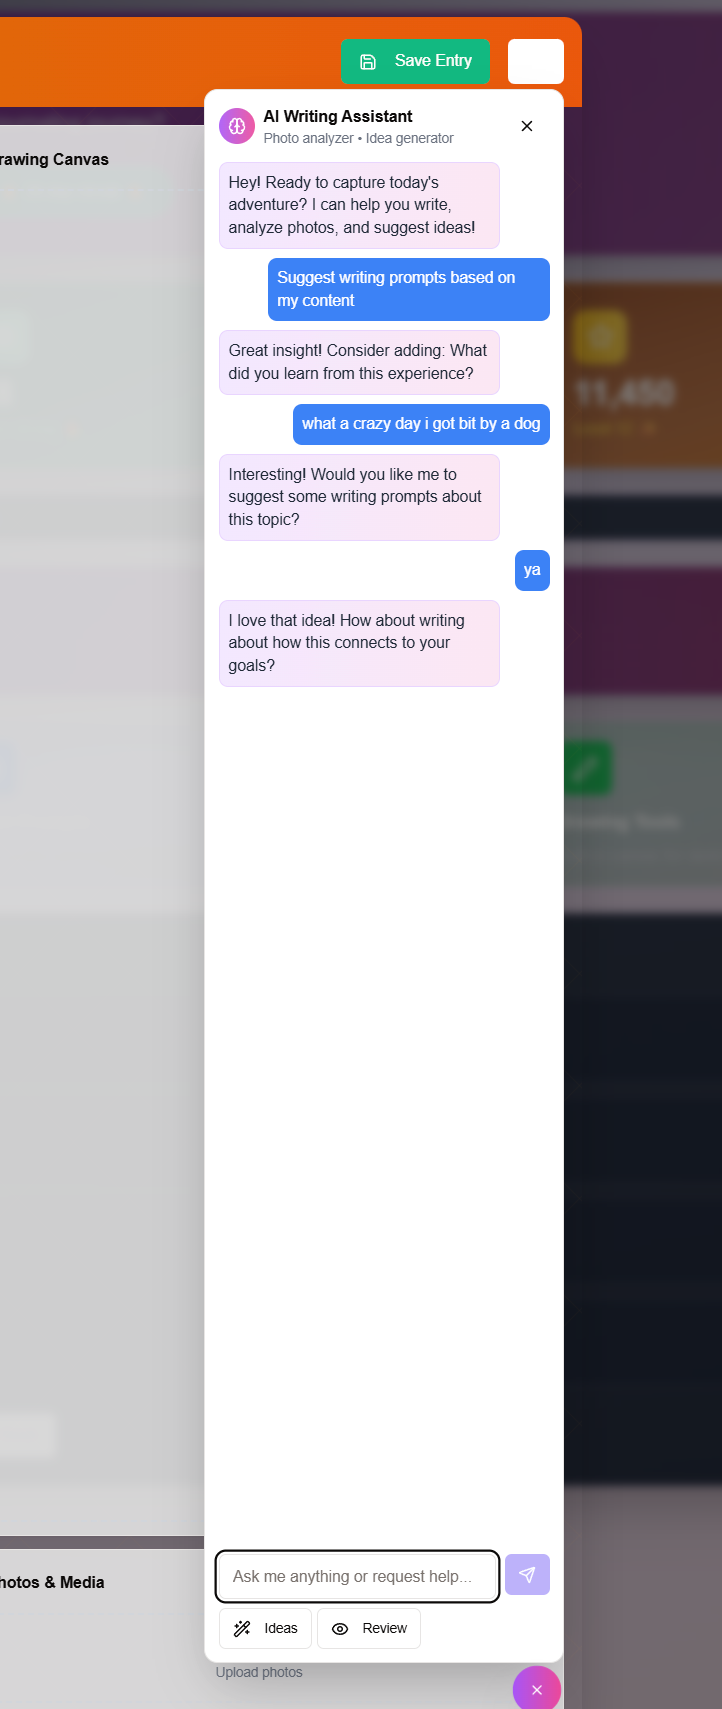 Save Entry
AI Writing Assistant
Photo analyzer • Idea generator
rawing Canvas
Hey! Ready to capture today's
adventure? I can help you write,
analyze photos, and suggest ideas!
Suggest writing prompts based on
my content
Great insight! Consider adding: What
did you learn from this experience?
11,450
what a crazy day i got bit by a dog
Interesting! Would you like me to
suggest some writing prompts about
this topic?
ya
I love that idea! How about writing
about how this connects to your
goals?
Ask me anything or request help...
hotos & Media
Ideas
Review
Upload photos